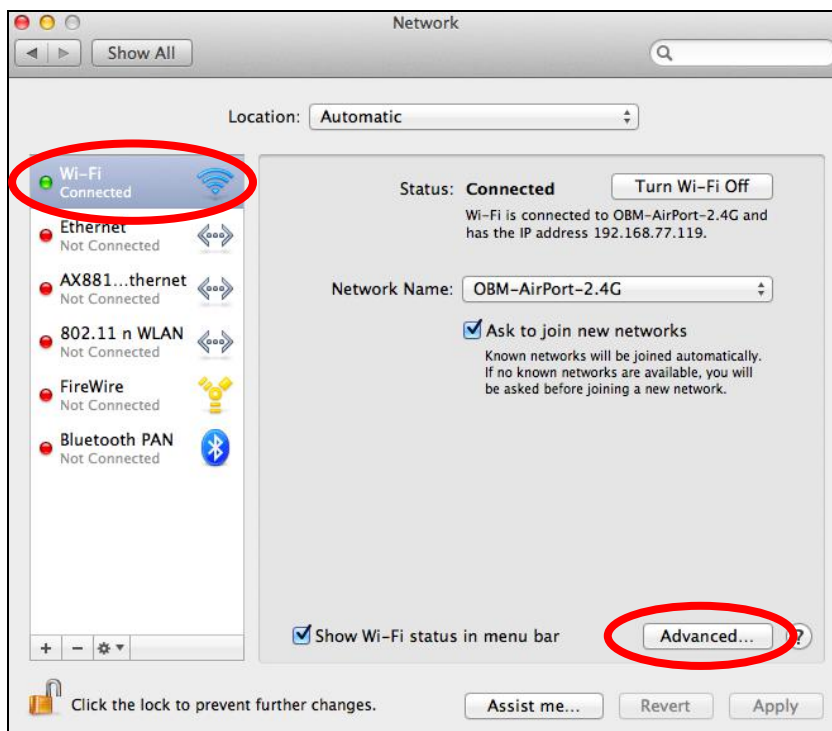 Network
Show All
Location: Automatic
Wi-Fi
Connected
Ethernet
Not Connected
AX881...thernet
Not Connected
802.11 n WLAN
Not Connected
FireWire
Not Connected
Bluetooth PAN
Not Connected
Status: Connected
Turn Wi-Fi Off
Wi-Fi is connected to OBM-AirPort-2.4G and
has the IP address 192.168.77.119.
Network Name: OBM-AirPort-2.4G
Ask to join new networks
Known networks will be joined automatically.
If no known networks are available, you will
be asked before joining a new network.
Show Wi-Fi status in menu bar
Advanced...
?
+ −
Click the lock to prevent further changes.
Assist me...
Revert
Apply